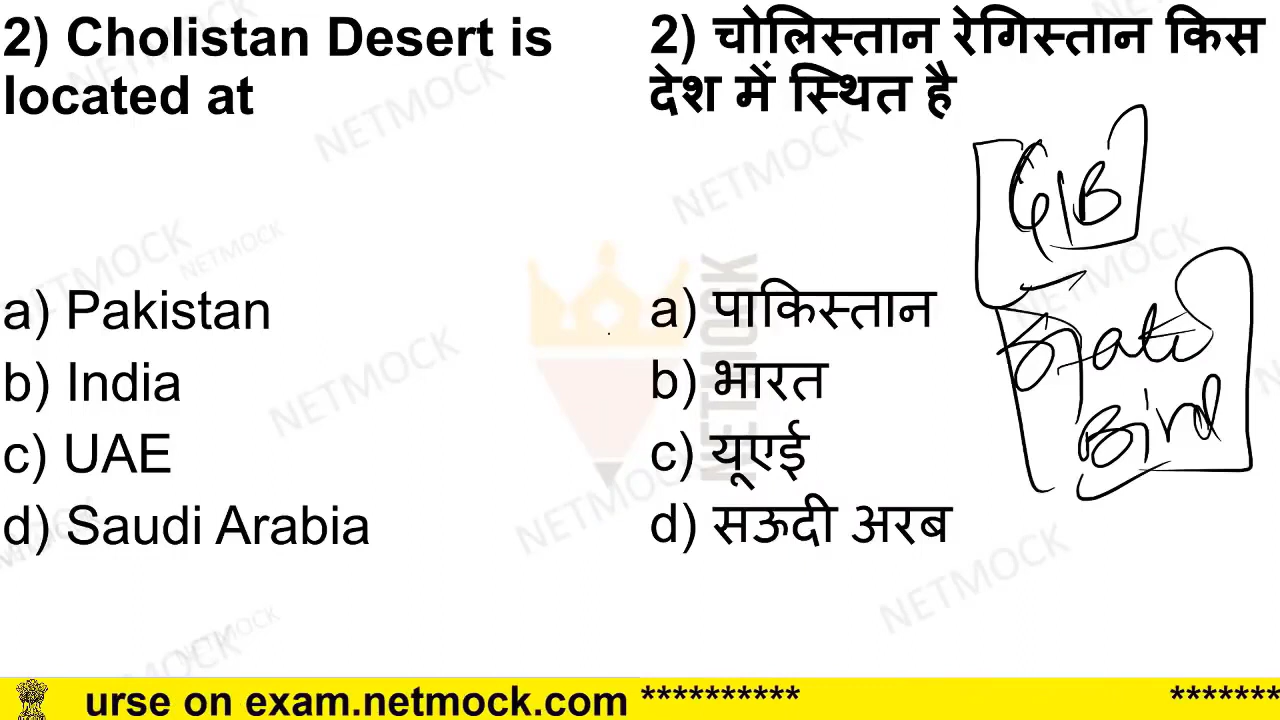 2) Cholistan Desert is
located at
a) Pakistan
b) India
c) UAE
d) Saudi Arabia
2) चोलिस्तान रेगिस्तान किस
देश में स्थित है
a) पाकिस्तान
b) भारत
c) यूएई
d) सऊदी अरब
GIB
State
Bird
NETMOCK
urse on exam.netmock.com ********** *******